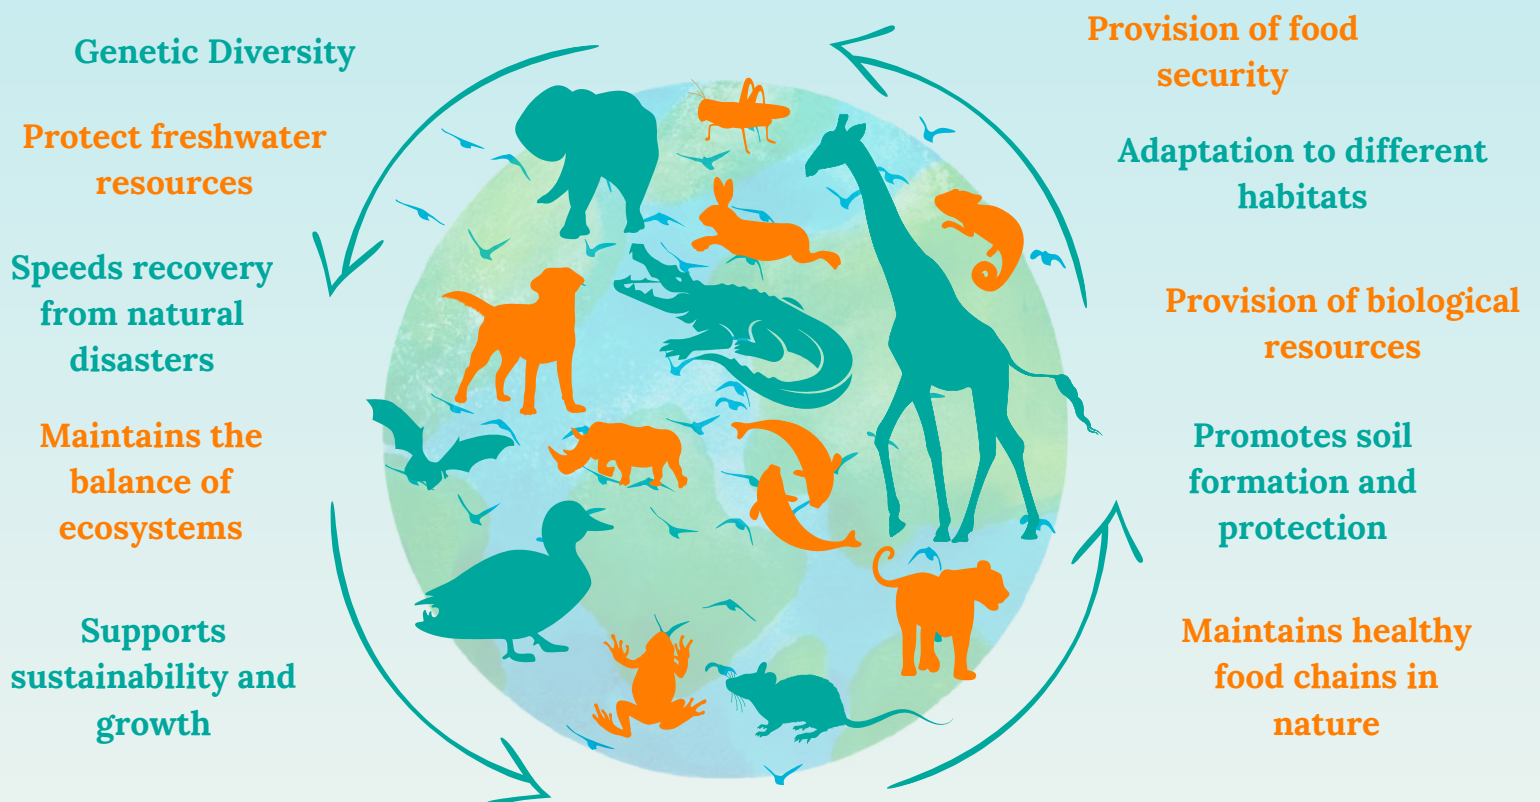 Genetic Diversity
Protect freshwater
resources
Speeds recovery
from natural
disasters
Maintains the
balance of
ecosystems
Supports
sustainability and
growth
Provision of food
security
Adaptation to different
habitats
Provision of biological
resources
Promotes soil
formation and
protection
Maintains healthy
food chains in
nature